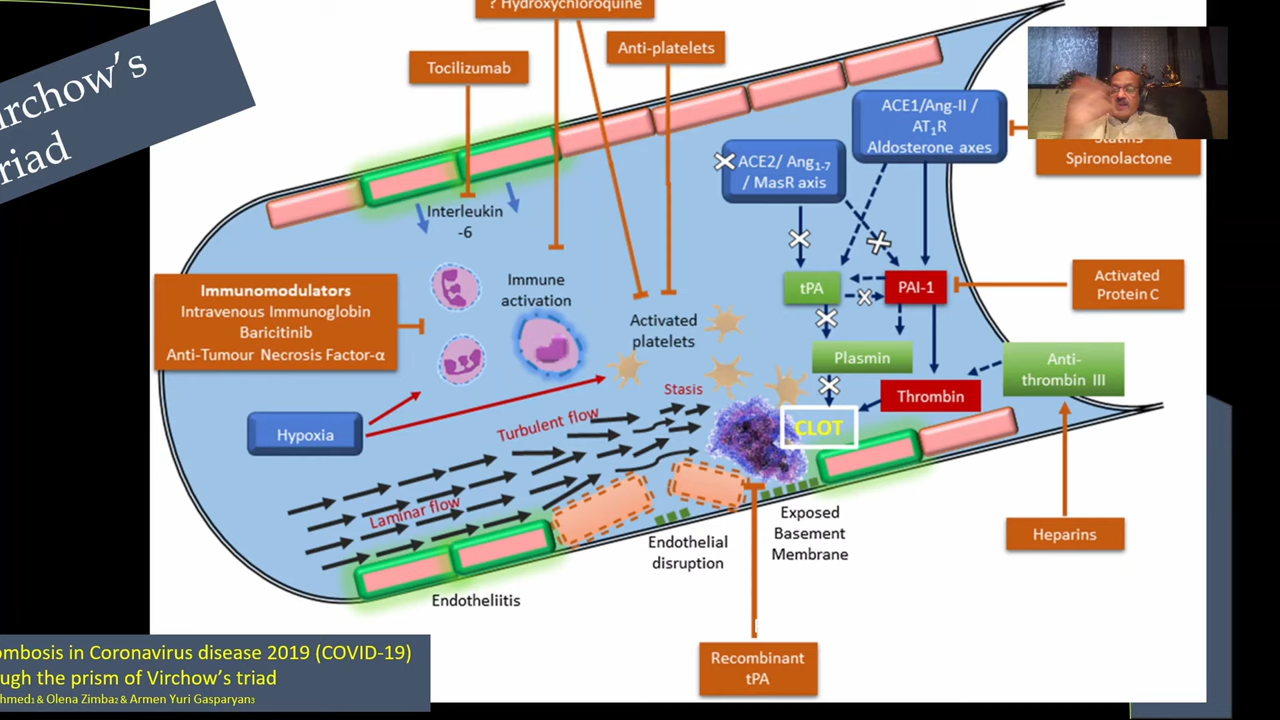 irchow's
riad
? Hydroxychloroquine
Anti-platelets
Tocilizumab
ACE1/Ang-II /
AT1R
Aldosterone axes
Statins
Spironolactone
ACE2/ Ang1-7
/ MasR axis
Interleukin
-6
Immune
activation
Immunomodulators
Intravenous Immunoglobin
Baricitinib
Anti-Tumour Necrosis Factor-α
Activated
platelets
tPA
PAI-1
Activated
Protein C
Plasmin
Anti-
thrombin III
Thrombin
Stasis
CLOT
Hypoxia
Turbulent flow
Laminar flow
Exposed
Basement
Membrane
Endothelial
disruption
Heparins
Endotheliitis
Recombinant
tPA
ombosis in Coronavirus disease 2019 (COVID-19)
ugh the prism of Virchow's triad
hmed1 & Olena Zimba2 & Armen Yuri Gasparyan3